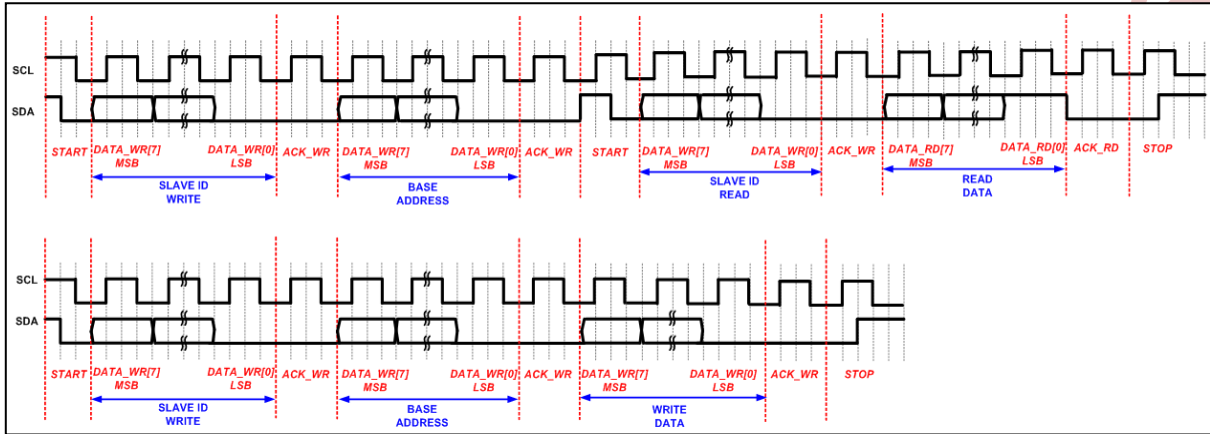 SCL
SDA
START DATA_WR[7] DATA_WR[0] ACK_WR DATA_WR[7] DATA_WR[0] ACK_WR START DATA_WR[7] DATA_WR[0] ACK_WR DATA_RD[7] DATA_RD[0] ACK_RD STOP
MSB LSB MSB LSB MSB LSB MSB LSB
SLAVE ID BASE SLAVE ID READ
WRITE ADDRESS READ DATA
SCL
SDA
START DATA_WR[7] DATA_WR[0] ACK_WR DATA_WR[7] DATA_WR[0] ACK_WR DATA_WR[7] DATA_WR[0] ACK_WR STOP
MSB LSB MSB LSB MSB LSB
SLAVE ID BASE WRITE
WRITE ADDRESS DATA